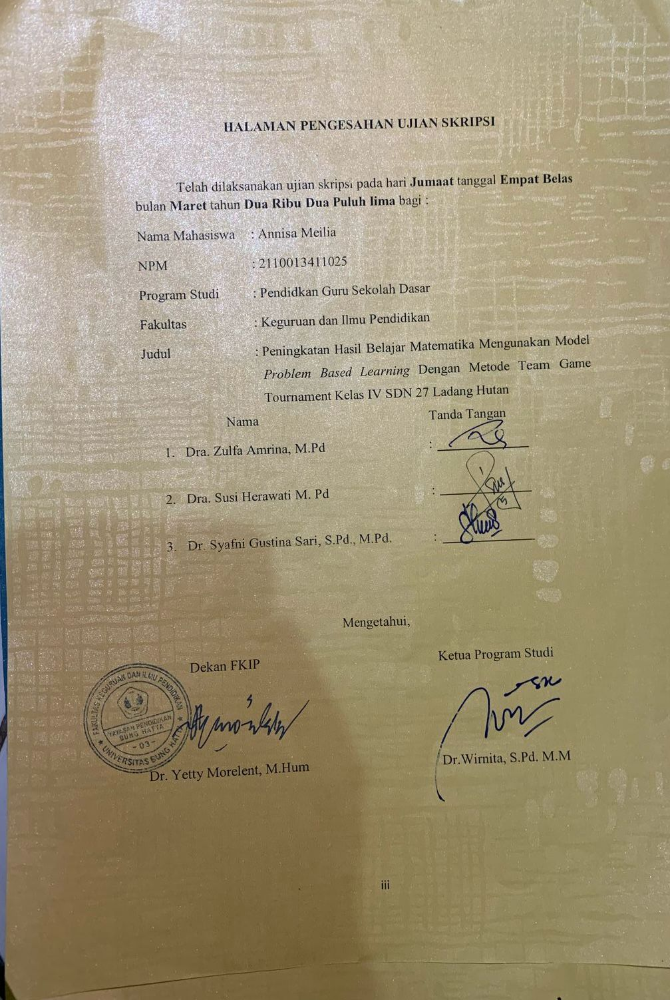 HALAMAN PENGESAHAN UJIAN SKRIPSI
Telah dilaksanakan ujian skripsi pada hari Jumaat tanggal Empat Belas
bulan Maret tahun Dua Ribu Dua Puluh lima bagi :
Nama Mahasiswa : Annisa Meilia
NPM : 2110013411025
Program Studi : Pendidkan Guru Sekolah Dasar
Fakultas : Keguruan dan Ilmu Pendidikan
Judul : Peningkatan Hasil Belajar Matematika Mengunakan Model
Problem Based Learning Dengan Metode Team Game
Tournament Kelas IV SDN 27 Ladang Hutan
Nama Tanda Tangan
1. Dra. Zulfa Amrina, M.Pd :
2. Dra. Susi Herawati M. Pd :
3. Dr. Syafni Gustina Sari, S.Pd., M.Pd. :
Mengetahui,
Dekan FKIP Ketua Program Studi
FAKULTAS KEGURUAN DAN ILMU PENDIDIKAN
YAYASAN PENDIDIKAN
BUNG HATTA
-03-
UNIVERSITAS BUNG HATTA
Dr. Yetty Morelent, M.Hum Dr.Wirnita, S.Pd. M.M
iii